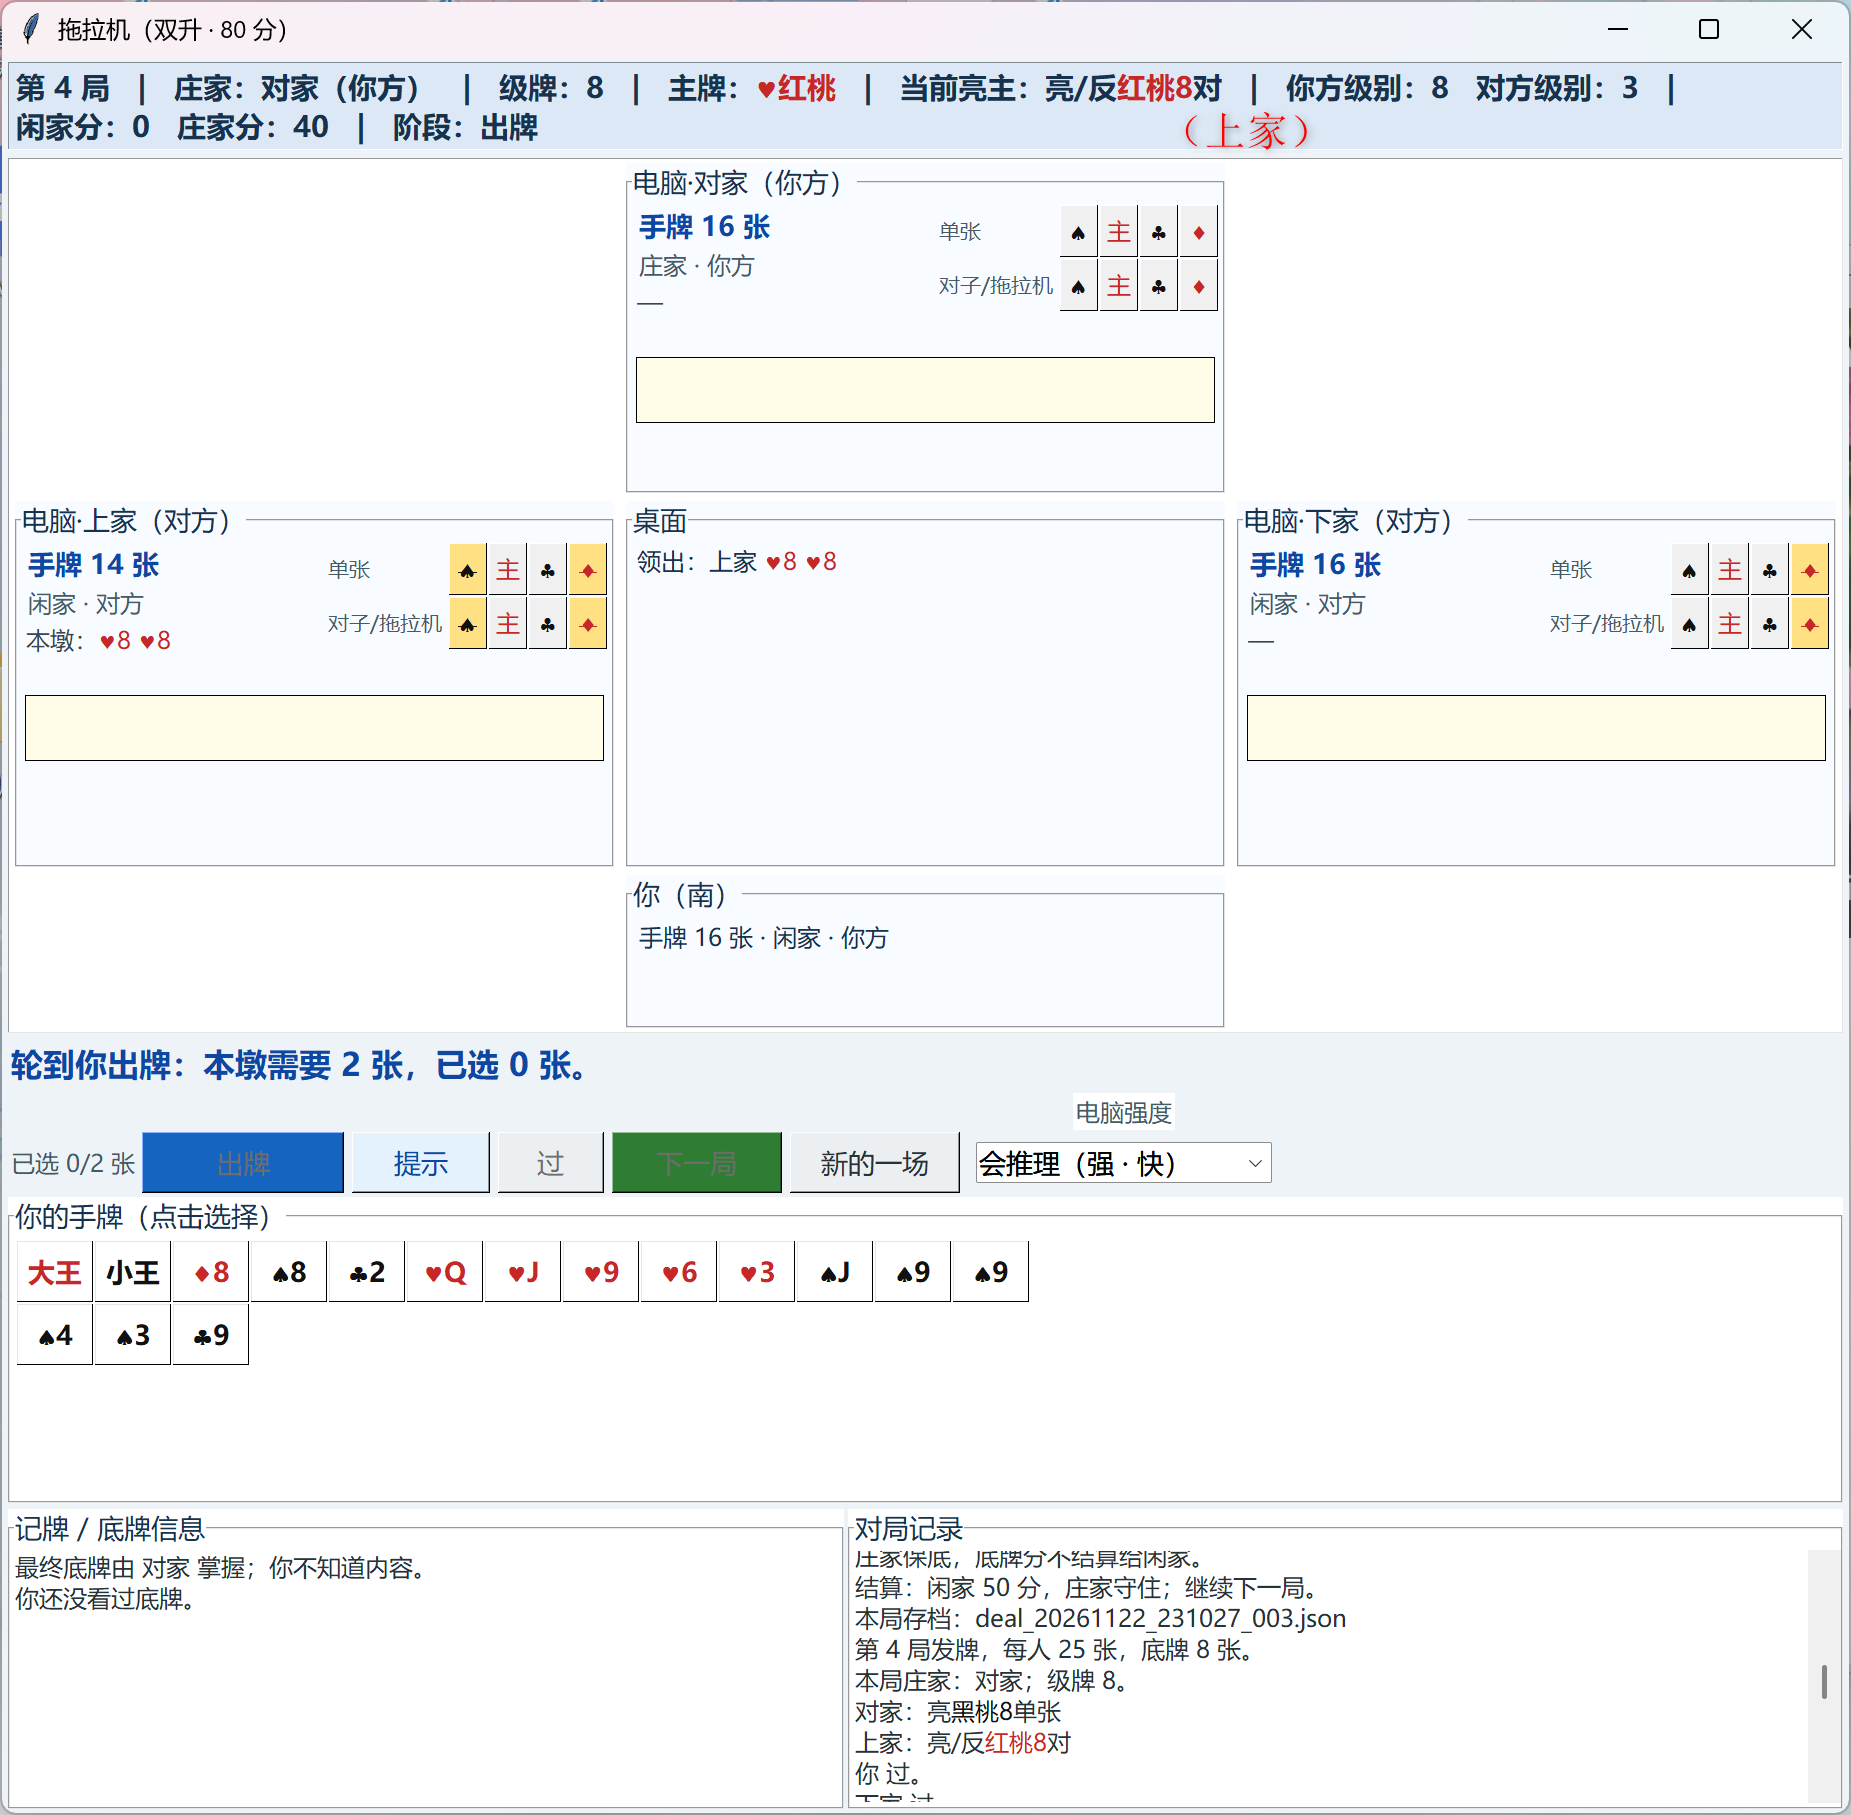 拖拉机（双升 · 80 分）
第 4 局 | 庄家：对家（你方） | 级牌：8 | 主牌：♥红桃 | 当前亮主：亮/反红桃8对 | 你方级别：8 对方级别：3 |
闲家分：0 庄家分：40 | 阶段：出牌
（上家）
电脑·对家（你方）
手牌 16 张
庄家 · 你方
—
单张 ♠ 主 ♣ ♦
对子/拖拉机 ♠ 主 ♣ ♦
电脑·上家（对方）
手牌 14 张
闲家 · 对方
本墩：♥8 ♥8
单张 ♠ 主 ♣ ♦
对子/拖拉机 ♠ 主 ♣ ♦
桌面
领出：上家 ♥8 ♥8
电脑·下家（对方）
手牌 16 张
闲家 · 对方
—
单张 ♠ 主 ♣ ♦
对子/拖拉机 ♠ 主 ♣ ♦
你（南）
手牌 16 张 · 闲家 · 你方
轮到你出牌：本墩需要 2 张，已选 0 张。
电脑强度
已选 0/2 张 出牌 提示 过 下一局 新的一场 会推理（强 · 快）
你的手牌（点击选择）
大王 小王 ♦8 ♠8 ♣2 ♥Q ♥J ♥9 ♥6 ♥3 ♠J ♠9 ♠9
♠4 ♠3 ♣9
记牌 / 底牌信息
最终底牌由 对家 掌握；你不知道内容。
你还没看过底牌。
对局记录
庄家保底，底牌分不结算给闲家。
结算：闲家 50 分，庄家守住；继续下一局。
本局存档：deal_20261122_231027_003.json
第 4 局发牌，每人 25 张，底牌 8 张。
本局庄家：对家；级牌 8。
对家：亮黑桃8单张
上家：亮/反红桃8对
你 过。